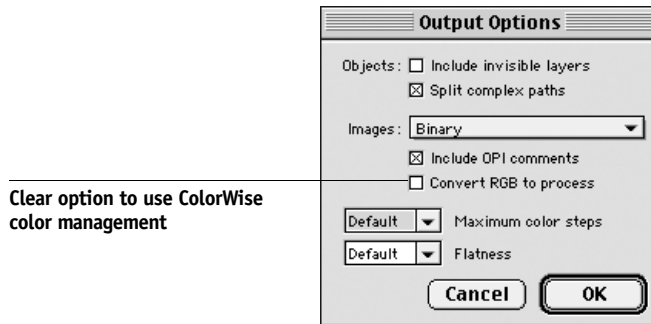 Output Options
Objects: Include invisible layers
Split complex paths
Images: Binary
Include OPI comments
Convert RGB to process
Clear option to use ColorWise
color management
Default Maximum color steps
Default Flatness
Cancel OK